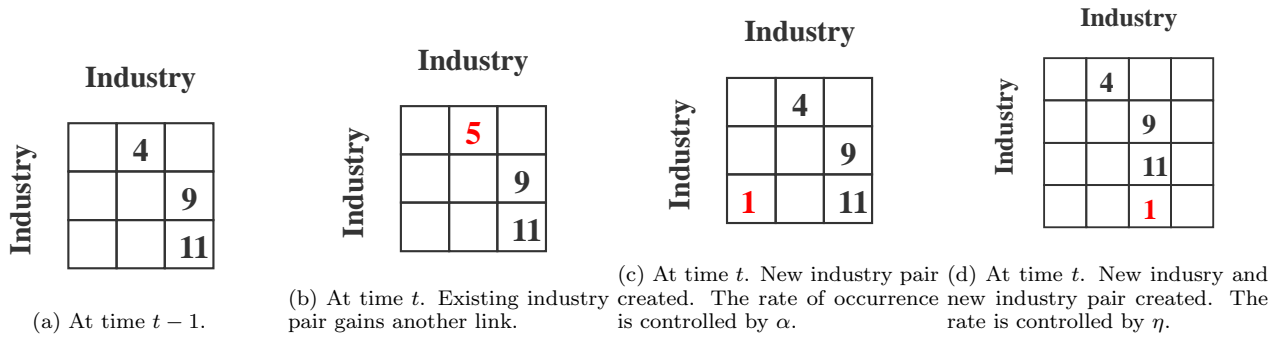 Industry
Industry
4
9
11
(a) At time t − 1.
Industry
Industry
5
9
11
(b) At time t. Existing industry
pair gains another link.
Industry
Industry
4
9
1 11
(c) At time t. New industry pair
created. The rate of occurrence
is controlled by α.
Industry
Industry
4
9
11
1
(d) At time t. New indusry and
new industry pair created. The
rate is controlled by η.